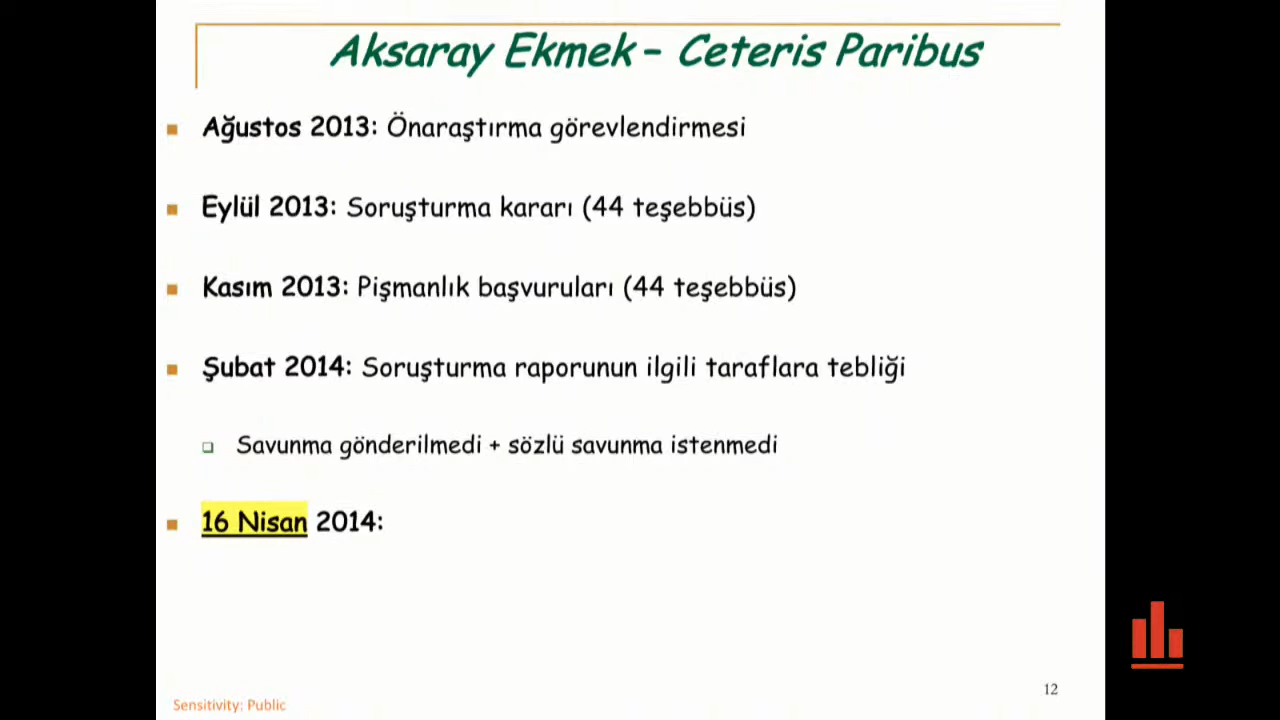 Aksaray Ekmek – Ceteris Paribus
Ağustos 2013: Önaraştırma görevlendirmesi
Eylül 2013: Soruşturma kararı (44 teşebbüs)
Kasım 2013: Pişmanlık başvuruları (44 teşebbüs)
Şubat 2014: Soruşturma raporunun ilgili taraflara tebliği
Savunma gönderilmedi + sözlü savunma istenmedi
16 Nisan 2014:
12
Sensitivity: Public